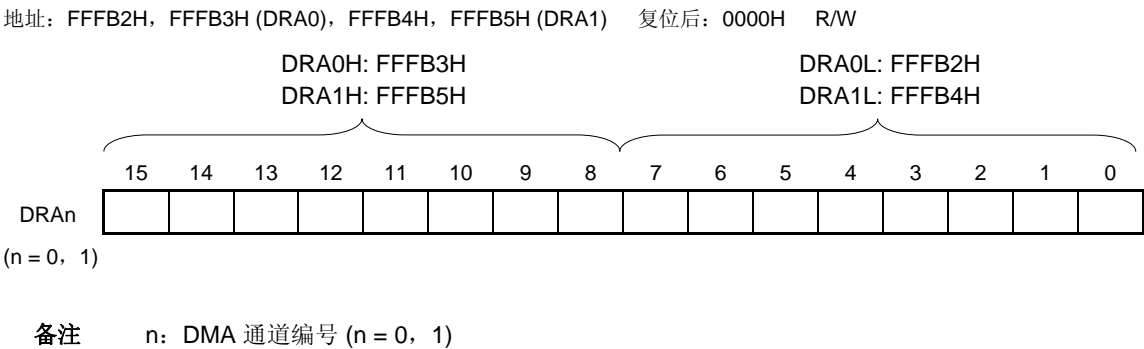 地址：FFFB2H，FFFB3H (DRA0)，FFFB4H，FFFB5H (DRA1) 复位后：0000H R/W
DRA0H: FFFB3H DRA0L: FFFB2H
DRA1H: FFFB5H DRA1L: FFFB4H
15 14 13 12 11 10 9 8 7 6 5 4 3 2 1 0
DRAn
(n = 0，1)
备注 n：DMA 通道编号 (n = 0，1)